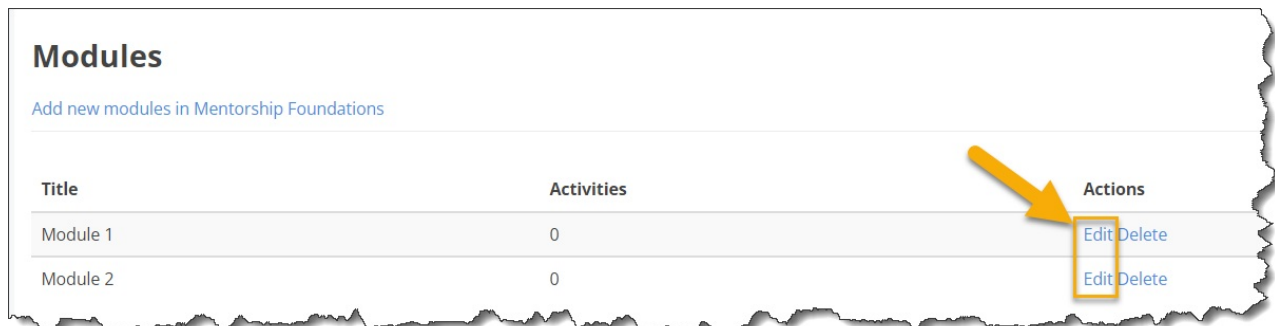 Modules
Add new modules in Mentorship Foundations
Title Activities Actions
Module 1 0 Edit Delete
Module 2 0 Edit Delete